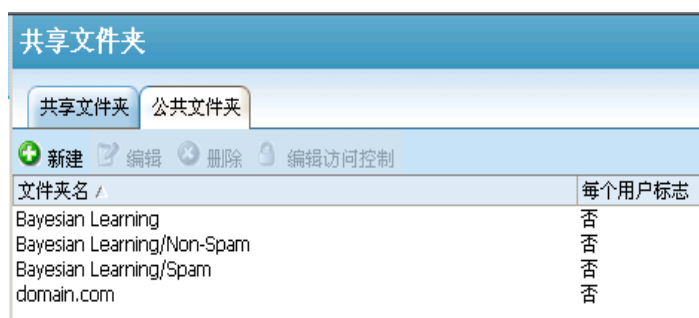 共享文件夹
共享文件夹 公共文件夹
新建 编辑 删除 编辑访问控制
文件夹名 每个用户标志
Bayesian Learning 否
Bayesian Learning/Non-Spam 否
Bayesian Learning/Spam 否
domain.com 否